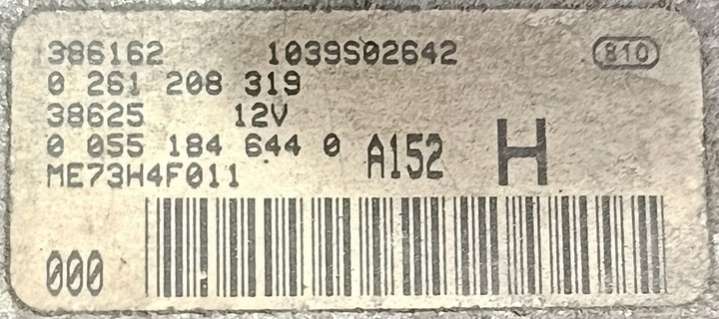 386162 1039S02642 810
0 261 208 319
38625 12V
0 055 184 644 0 A152 H
ME73H4F011
000